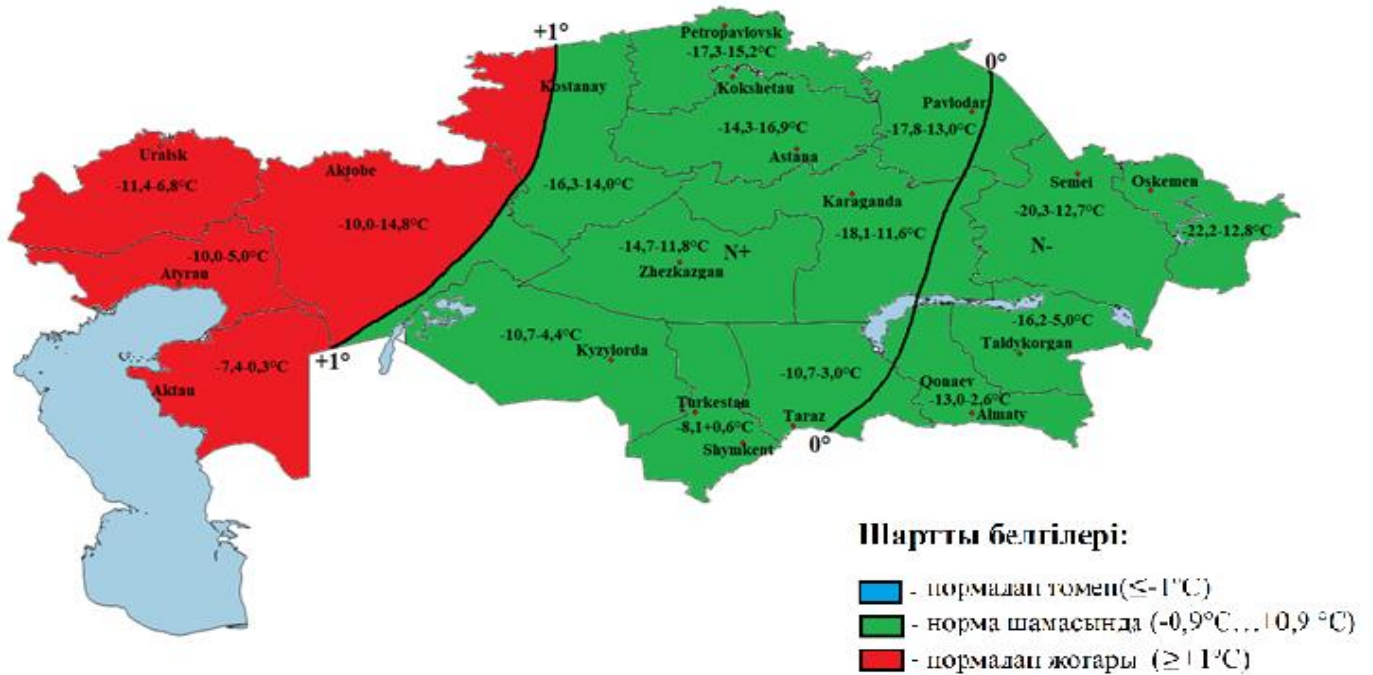 +1°
Petropavlovsk
-17,3-15,2°C
0°
Kostanay
Kokshetau
Pavlodar
-14,3-16,9°C
-17,8-13,0°C
Uralsk
Astana
Aktobe
-11,4-6,8°C
-16,3-14,0°C
Semei
Oskemen
Karaganda
-20,3-12,7°C
-10,0-14,8°C
-18,1-11,6°C
-22,2-12,8°C
-14,7-11,8°C
N+
N-
-10,0-5,0°C
Atyrau
Zhezkazgan
-16,2-5,0°C
-10,7-4,4°C
Taldykorgan
Kyzylorda
+1°
-7,4-0,3°C
-10,7-3,0°C
Aktau
Qonaev
-13,0-2,6°C
Turkestan
Taraz
Almaty
-8,1+0,6°C
0°
Shymkent
Шартты белгілері:
- нормадан төмен(≤-1°C)
- норма шамасында (-0,9°C…+0,9 °C)
- нормадан жоғары (≥+1°C)